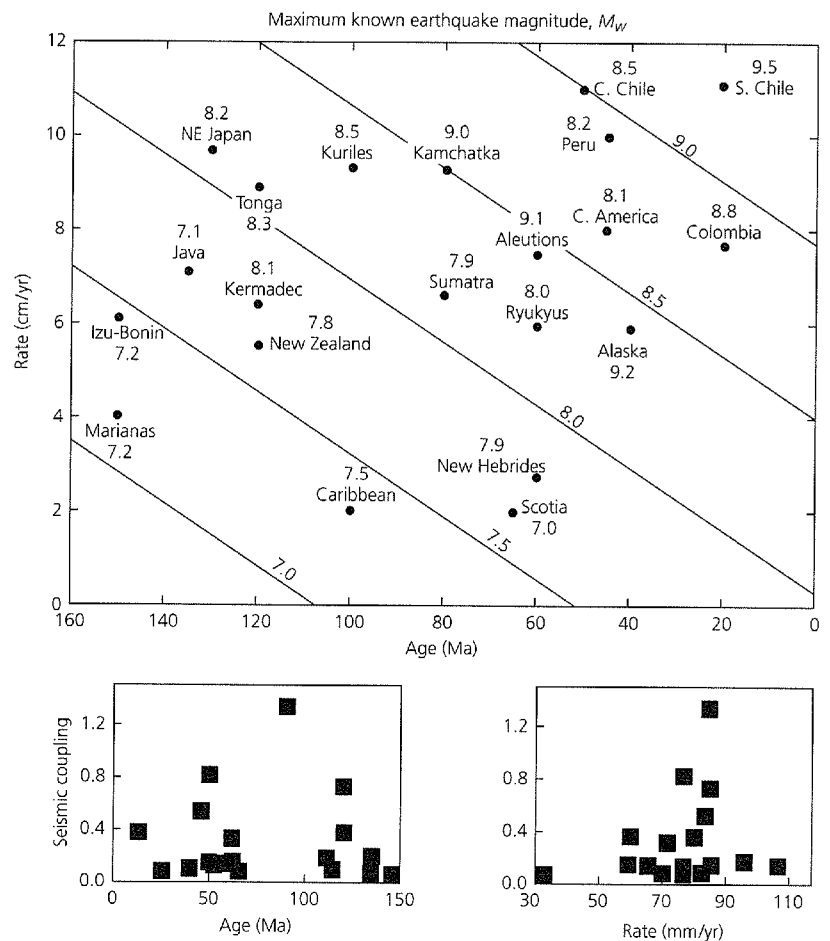 Maximum known earthquake magnitude, Mw
12
10
8
6
4
2
0
Rate (cm/yr)
160
140
120
100
80
60
40
20
0
Age (Ma)
8.5
C. Chile
9.5
S. Chile
8.2
NE Japan
8.5
Kuriles
9.0
Kamchatka
8.2
Peru
9.0
Tonga
8.3
9.1
Aleutions
8.1
C. America
8.8
Colombia
7.1
Java
8.1
Kermadec
7.9
Sumatra
8.0
Ryukyus
8.5
Izu-Bonin
7.2
7.8
New Zealand
Alaska
9.2
Marianas
7.2
8.0
7.5
Caribbean
7.9
New Hebrides
Scotia
7.0
7.5
7.0
Seismic coupling
1.2
0.8
0.4
0.0
0
50
100
150
Age (Ma)
1.2
0.8
0.4
0.0
30
50
70
90
110
Rate (mm/yr)